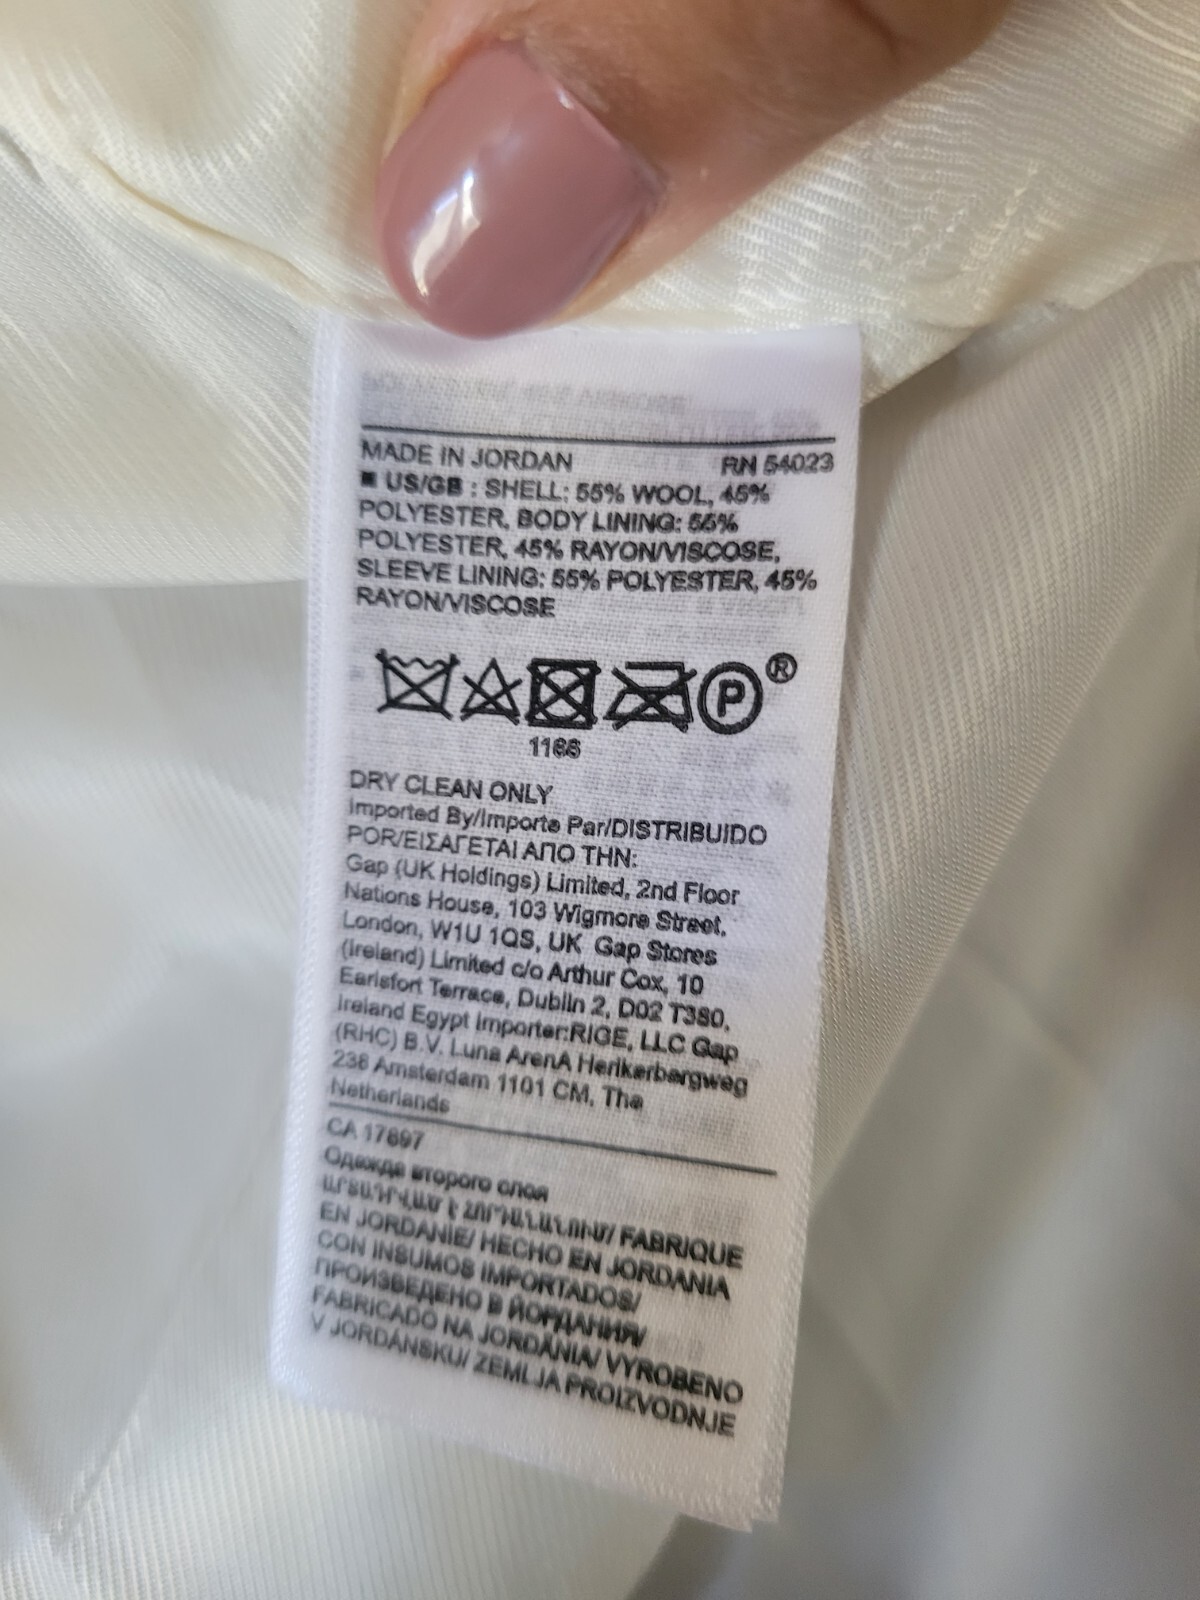 MADE IN JORDAN RN 54023
■ US/GB : SHELL: 55% WOOL, 45%
POLYESTER, BODY LINING: 55%
POLYESTER, 45% RAYON/VISCOSE,
SLEEVE LINING: 55% POLYESTER, 45%
RAYON/VISCOSE
P ®
DRY CLEAN ONLY
Imported By/Importe Par/DISTRIBUIDO
POR/ΕΙΣΑΓΕΤΑΙ ΑΠΟ ΤΗΝ:
Gap (UK Holdings) Limited, 2nd Floor
Nations House, 103 Wigmore Street,
London, W1U 1QS, UK Gap Stores
(Ireland) Limited c/o Arthur Cox, 10
Earlsfort Terrace, Dublin 2, D02 T380,
Ireland Egypt Importer:RIGE, LLC Gap
(RHC) B.V. Luna ArenA Herikerbergweg
238 Amsterdam 1101 CM, The
Netherlands
CA 17897
Одежда второго слоя
ԱՐՏԱԴՐՎԱԾ Է ՀՈՐԴԱՆԱՆՈՒՄ/ FABRIQUE
EN JORDANIE/ HECHO EN JORDANIA
CON INSUMOS IMPORTADOS/
ПРОИЗВЕДЕНО В ЙОРДАНИЯ/
FABRICADO NA JORDÂNIA/ VYROBENO
V JORDÁNSKU/ ZEMLJA PROIZVODNJE